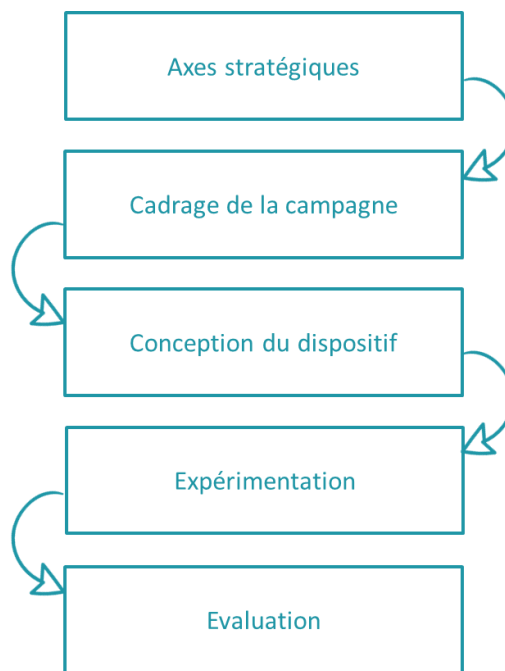 Axes stratégiques
Cadrage de la campagne
Conception du dispositif
Expérimentation
Evaluation